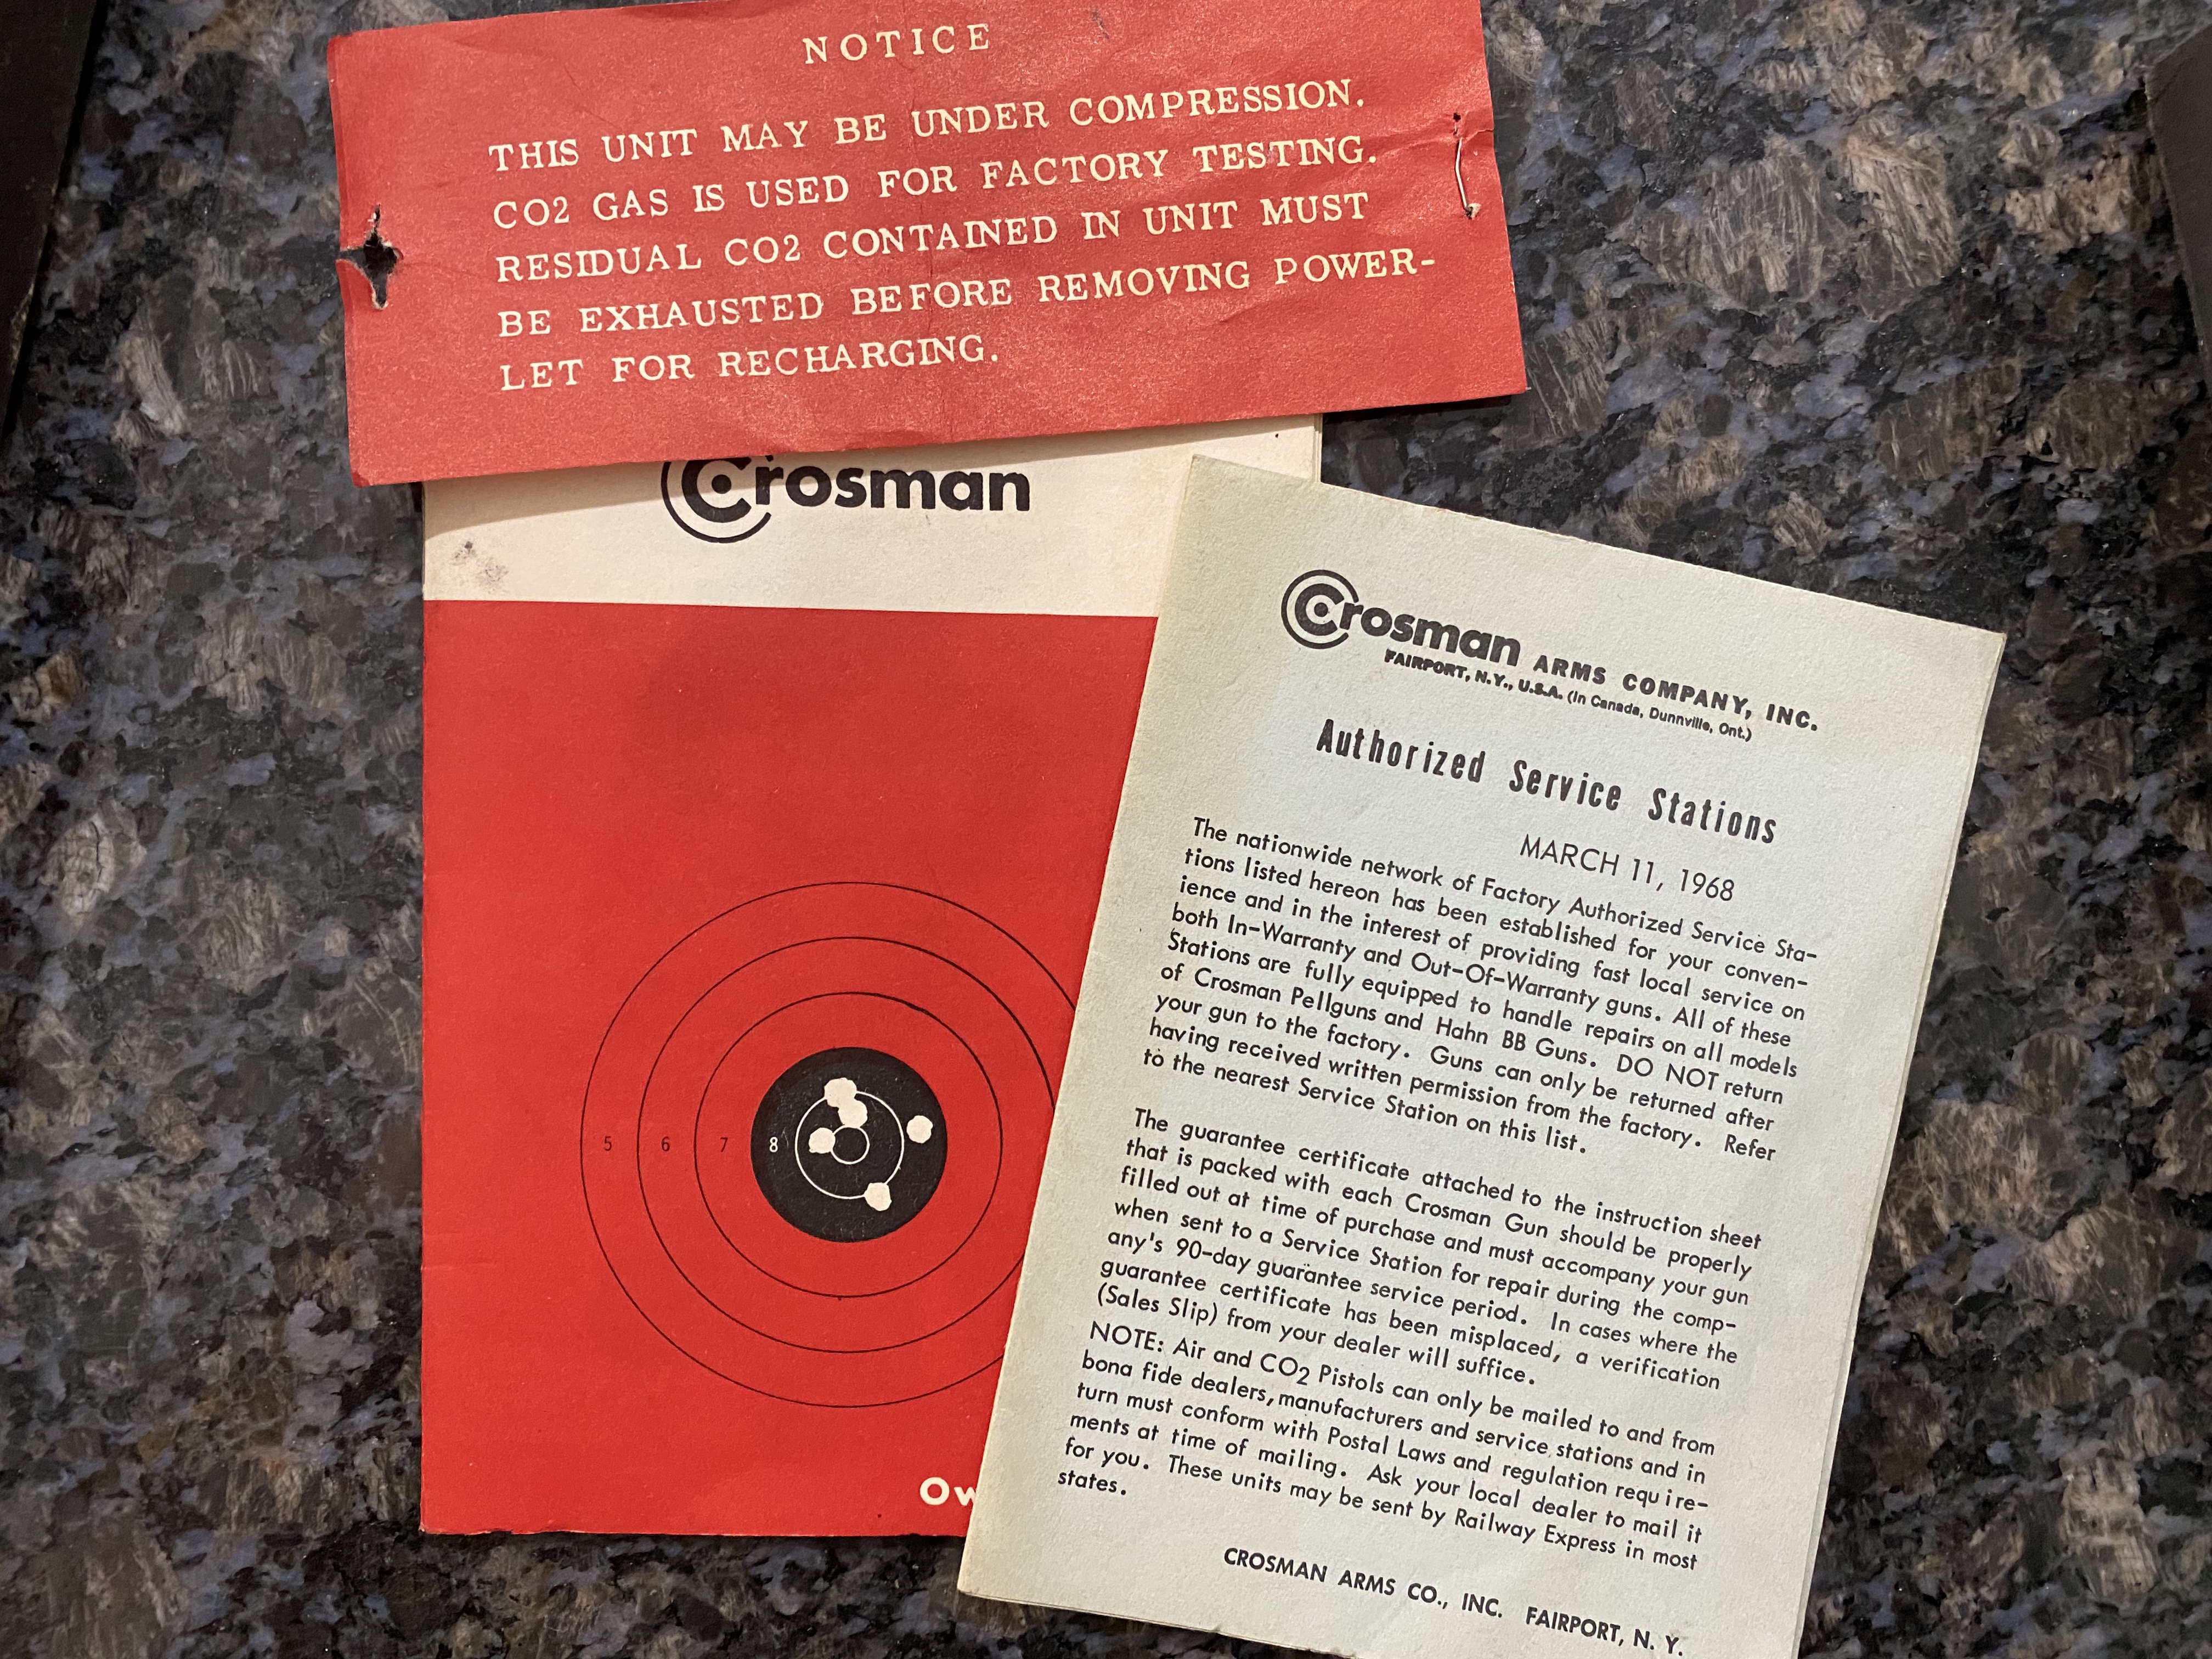 NOTICE
THIS UNIT MAY BE UNDER COMPRESSION.
CO2 GAS IS USED FOR FACTORY TESTING.
RESIDUAL CO2 CONTAINED IN UNIT MUST
BE EXHAUSTED BEFORE REMOVING POWER-
LET FOR RECHARGING.
Crosman
5 6 7 8
Ow
Crosman ARMS COMPANY, INC.
FAIRPORT, N.Y., U.S.A. (In Canada, Dunnville, Ont.)
Authorized Service Stations
MARCH 11, 1968
The nationwide network of Factory Authorized Service Sta-
tions listed hereon has been established for your conven-
ience and in the interest of providing fast local service on
both In-Warranty and Out-Of-Warranty guns. All of these
Stations are fully equipped to handle repairs on all models
of Crosman Pellguns and Hahn BB Guns. DO NOT return
your gun to the factory. Guns can only be returned after
having received written permission from the factory. Refer
to the nearest Service Station on this list.
The guarantee certificate attached to the instruction sheet
that is packed with each Crosman Gun should be properly
filled out at time of purchase and must accompany your gun
when sent to a Service Station for repair during the comp-
any's 90-day guarantee service period. In cases where the
guarantee certificate has been misplaced, a verification
(Sales Slip) from your dealer will suffice.
NOTE: Air and CO2 Pistols can only be mailed to and from
bona fide dealers, manufacturers and service stations and in
turn must conform with Postal Laws and regulation require-
ments at time of mailing. Ask your local dealer to mail it
for you. These units may be sent by Railway Express in most
states.
CROSMAN ARMS CO., INC. FAIRPORT, N. Y.